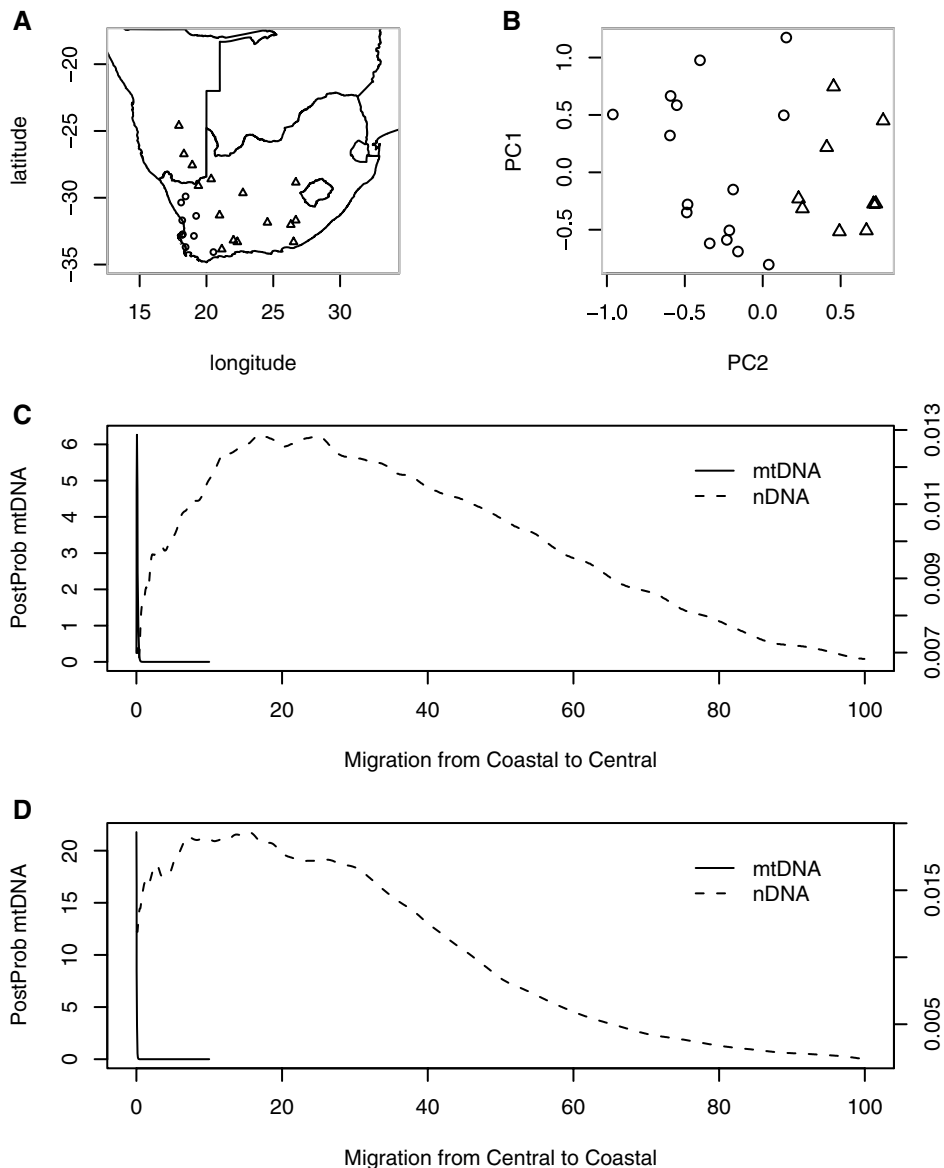 A
latitude
−20
−25
−30
−35
15 20 25 30
longitude
B
PC1
1.0
0.5
0.0
−0.5
−1.0 −0.5 0.0 0.5
PC2
C
PostProb mtDNA
6
5
4
3
2
1
0
mtDNA
nDNA
0.013
0.011
0.009
0.007
0 20 40 60 80 100
Migration from Coastal to Central
D
PostProb mtDNA
20
15
10
5
0
mtDNA
nDNA
0.015
0.005
0 20 40 60 80 100
Migration from Central to Coastal